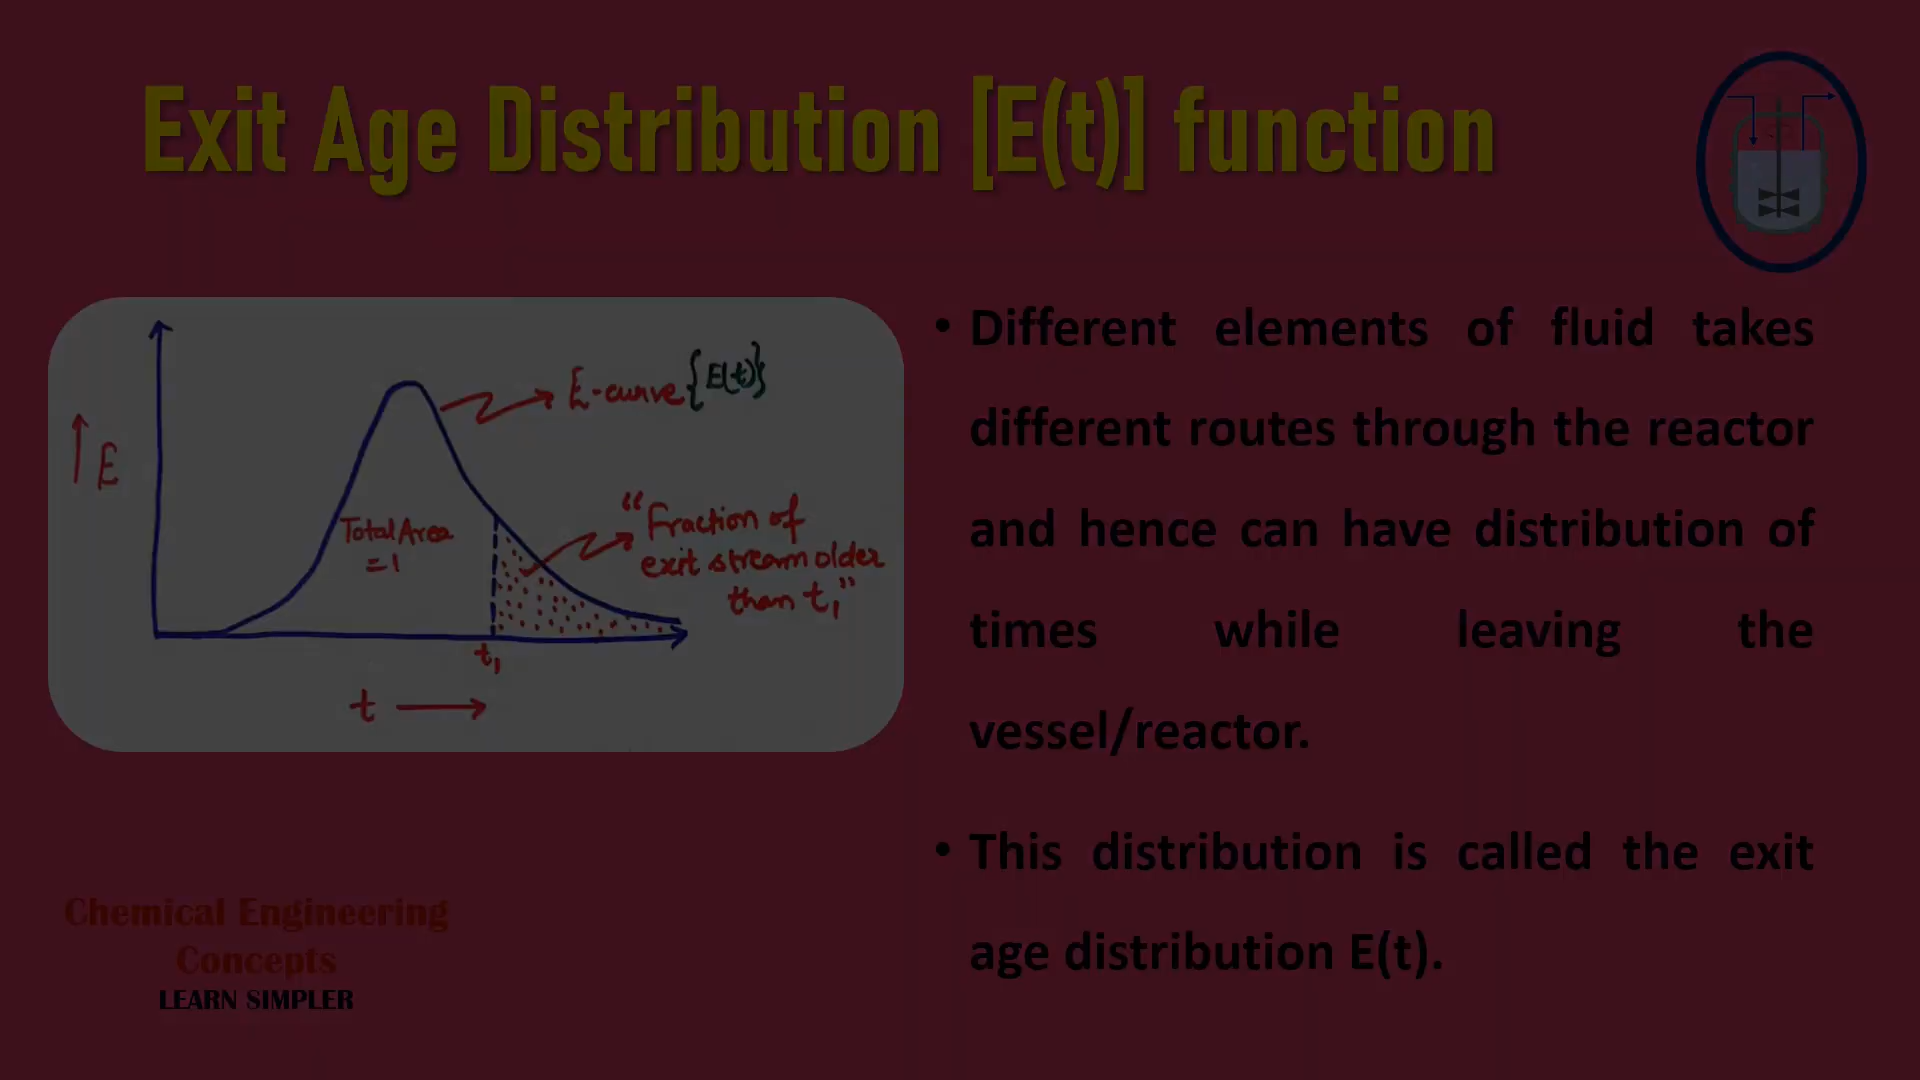 Exit Age Distribution [E(t)] function
↑ E
E-curve {E(t)}
Total Area
=1
"Fraction of
exit stream older
than t₁"
t₁
t →
• Different elements of fluid takes
different routes through the reactor
and hence can have distribution of
times while leaving the
vessel/reactor.
• This distribution is called the exit
age distribution E(t).
Chemical Engineering
Concepts
LEARN SIMPLER